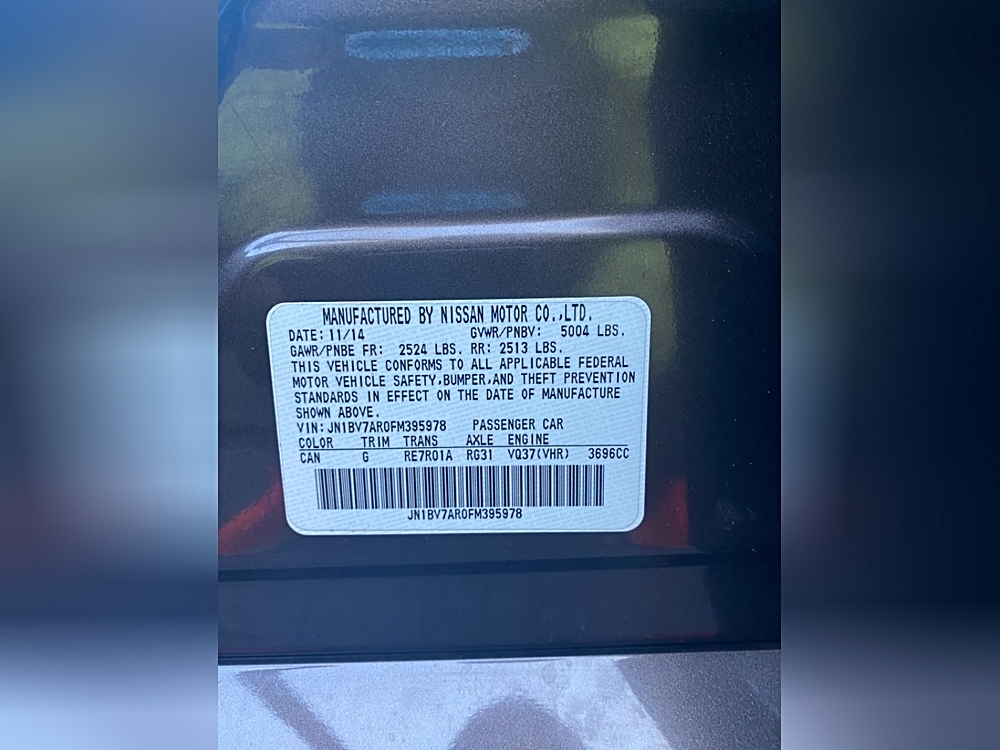 MANUFACTURED BY NISSAN MOTOR CO.,LTD.
DATE: 11/14 GVWR/PNBV: 5004 LBS.
GAWR/PNBE FR: 2524 LBS. RR: 2513 LBS.
THIS VEHICLE CONFORMS TO ALL APPLICABLE FEDERAL
MOTOR VEHICLE SAFETY,BUMPER,AND THEFT PREVENTION
STANDARDS IN EFFECT ON THE DATE OF MANUFACTURE
SHOWN ABOVE.
VIN: JN1BV7AR0FM395978 PASSENGER CAR
COLOR TRIM TRANS AXLE ENGINE
CAN G RE7R01A RG31 VQ37(VHR) 3696CC
JN1BV7AR0FM395978